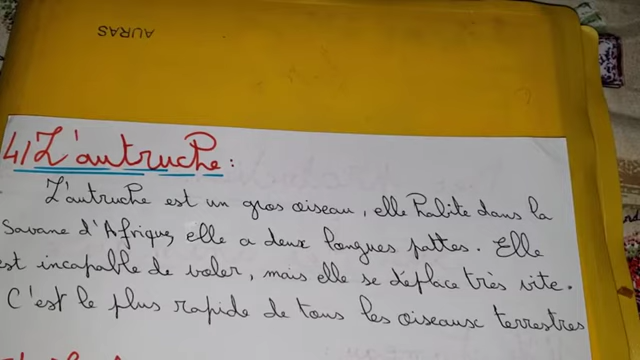 AURAS
4/ L'autruche :
L'autruche est un gros oiseau, elle habite dans la
Savane d'Afrique, elle a deux longues pattes. Elle
est incapable de voler, mais elle se déplace très vite.
C'est le plus rapide de tous les oiseaux terrestres